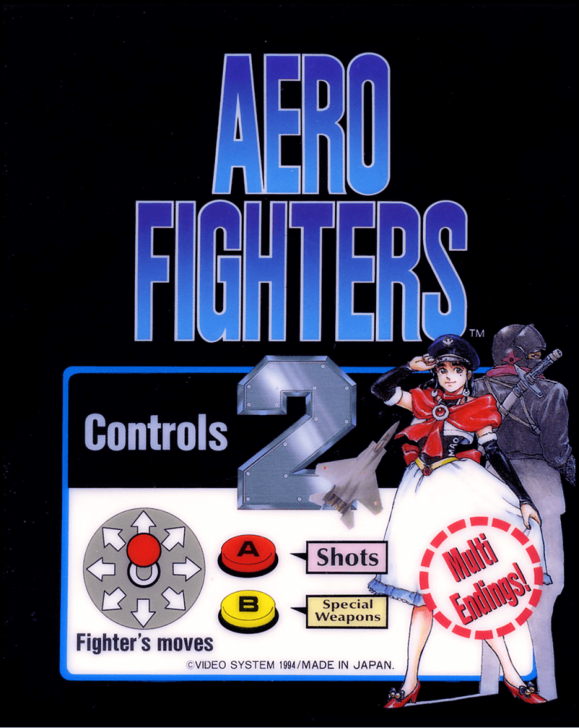 AERO
FIGHTERS
TM
2
Controls
MAO
A
Shots
B
Special
Weapons
Fighter's moves
Multi
Endings!
©VIDEO SYSTEM 1994/MADE IN JAPAN.